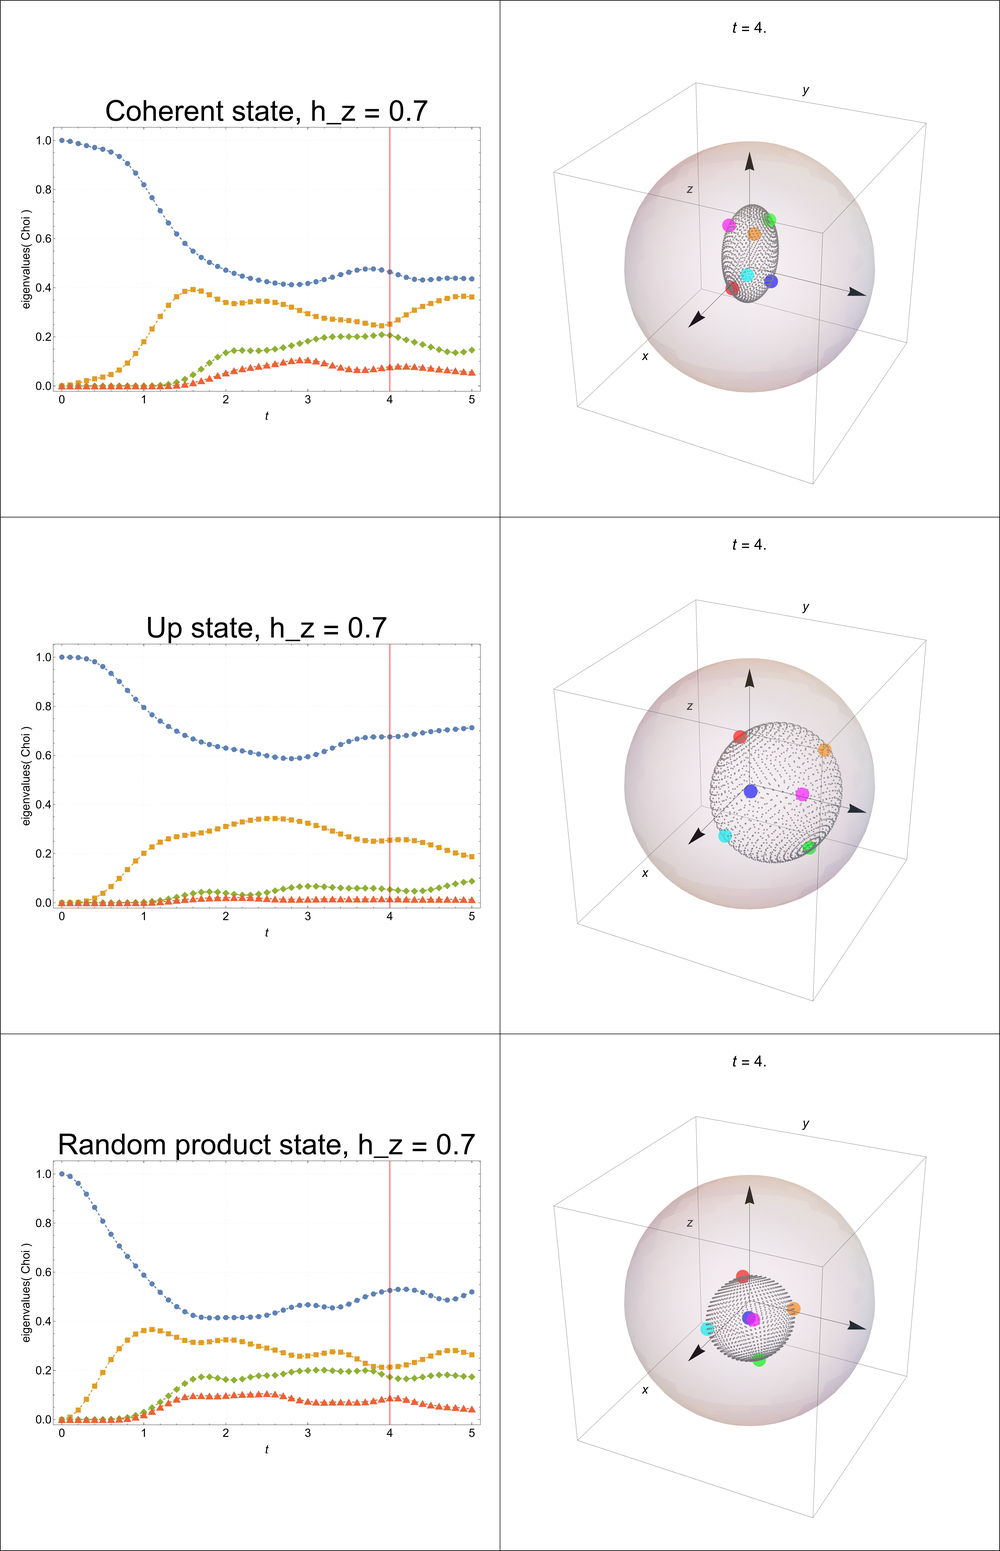 Coherent state, h_z = 0.7
eigenvalues( Choi )
1.0
0.8
0.6
0.4
0.2
0.0
0 1 2 3 4 5
t
t = 4.
y
z
x
Up state, h_z = 0.7
eigenvalues( Choi )
1.0
0.8
0.6
0.4
0.2
0.0
0 1 2 3 4 5
t
t = 4.
y
z
x
Random product state, h_z = 0.7
eigenvalues( Choi )
1.0
0.8
0.6
0.4
0.2
0.0
0 1 2 3 4 5
t
t = 4.
y
z
x